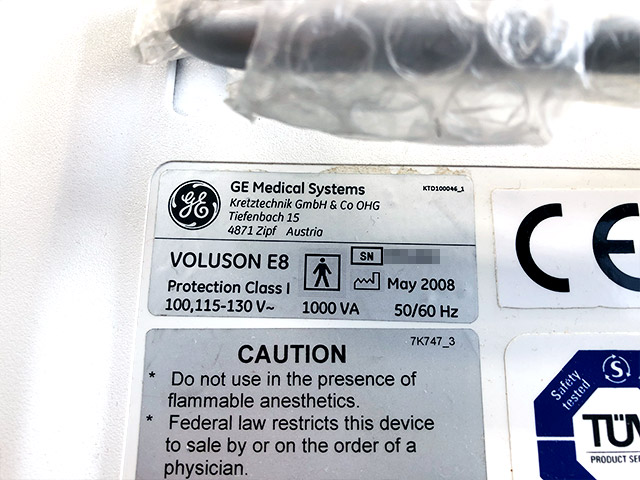 GE Medical Systems
KTD100046_1
Kretztechnik GmbH & Co OHG
Tiefenbach 15
4871 Zipf Austria
VOLUSON E8
SN
Protection Class I
May 2008
100,115-130 V~ 1000 VA 50/60 Hz
CE
7K747_3
CAUTION
* Do not use in the presence of
flammable anesthetics.
* Federal law restricts this device
to sale by or on the order of a
physician.
Safety
tested
S
TÜV
PRODUCT SE